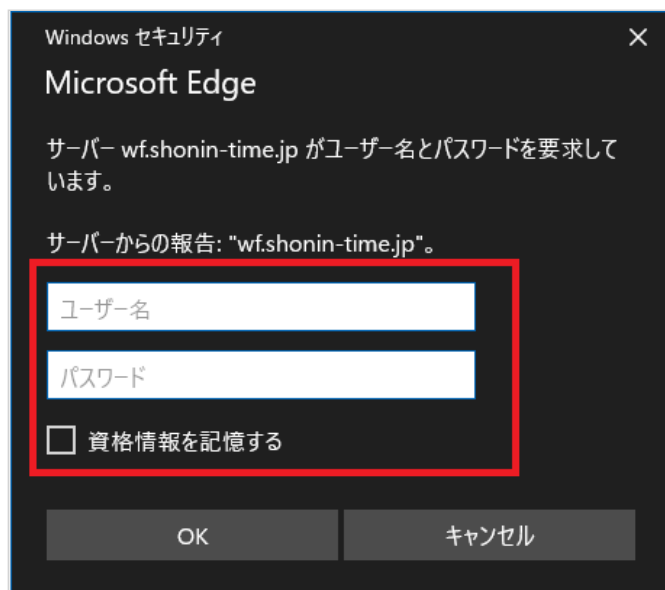 Windows セキュリティ
Microsoft Edge
サーバー wf.shonin-time.jp がユーザー名とパスワードを要求して
います。
サーバーからの報告: "wf.shonin-time.jp"。
ユーザー名
パスワード
資格情報を記憶する
OK
キャンセル